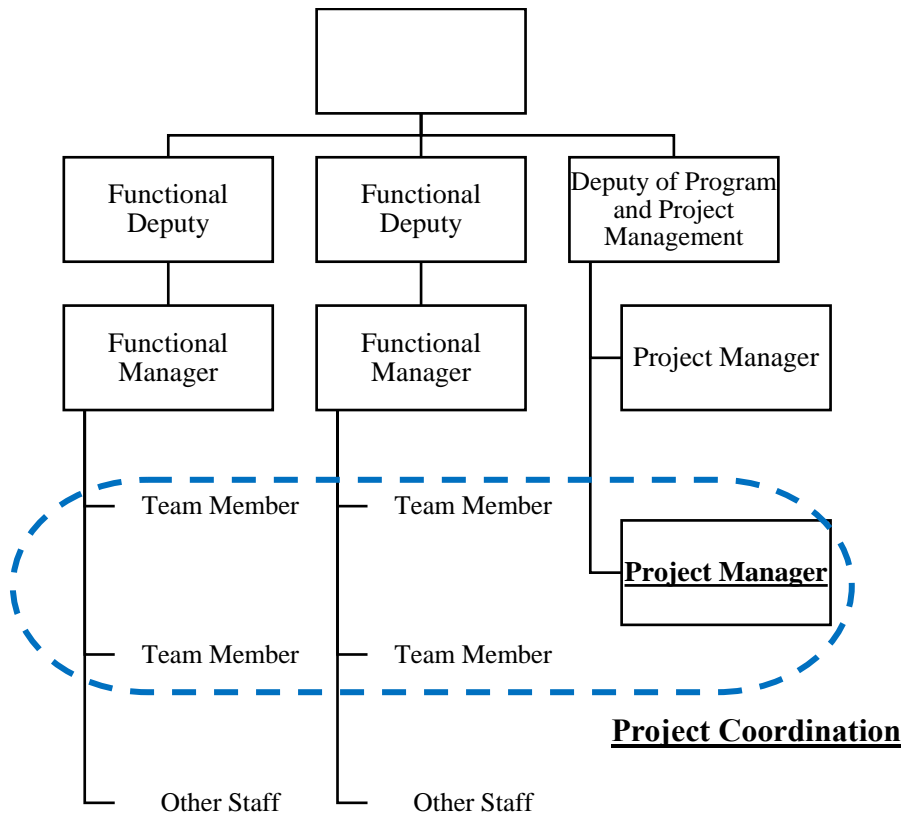 Functional
Deputy
Functional
Deputy
Deputy of Program
and Project
Management
Functional
Manager
Functional
Manager
Project Manager
Team Member
Team Member
Project Manager
Team Member
Team Member
Project Coordination
Other Staff
Other Staff